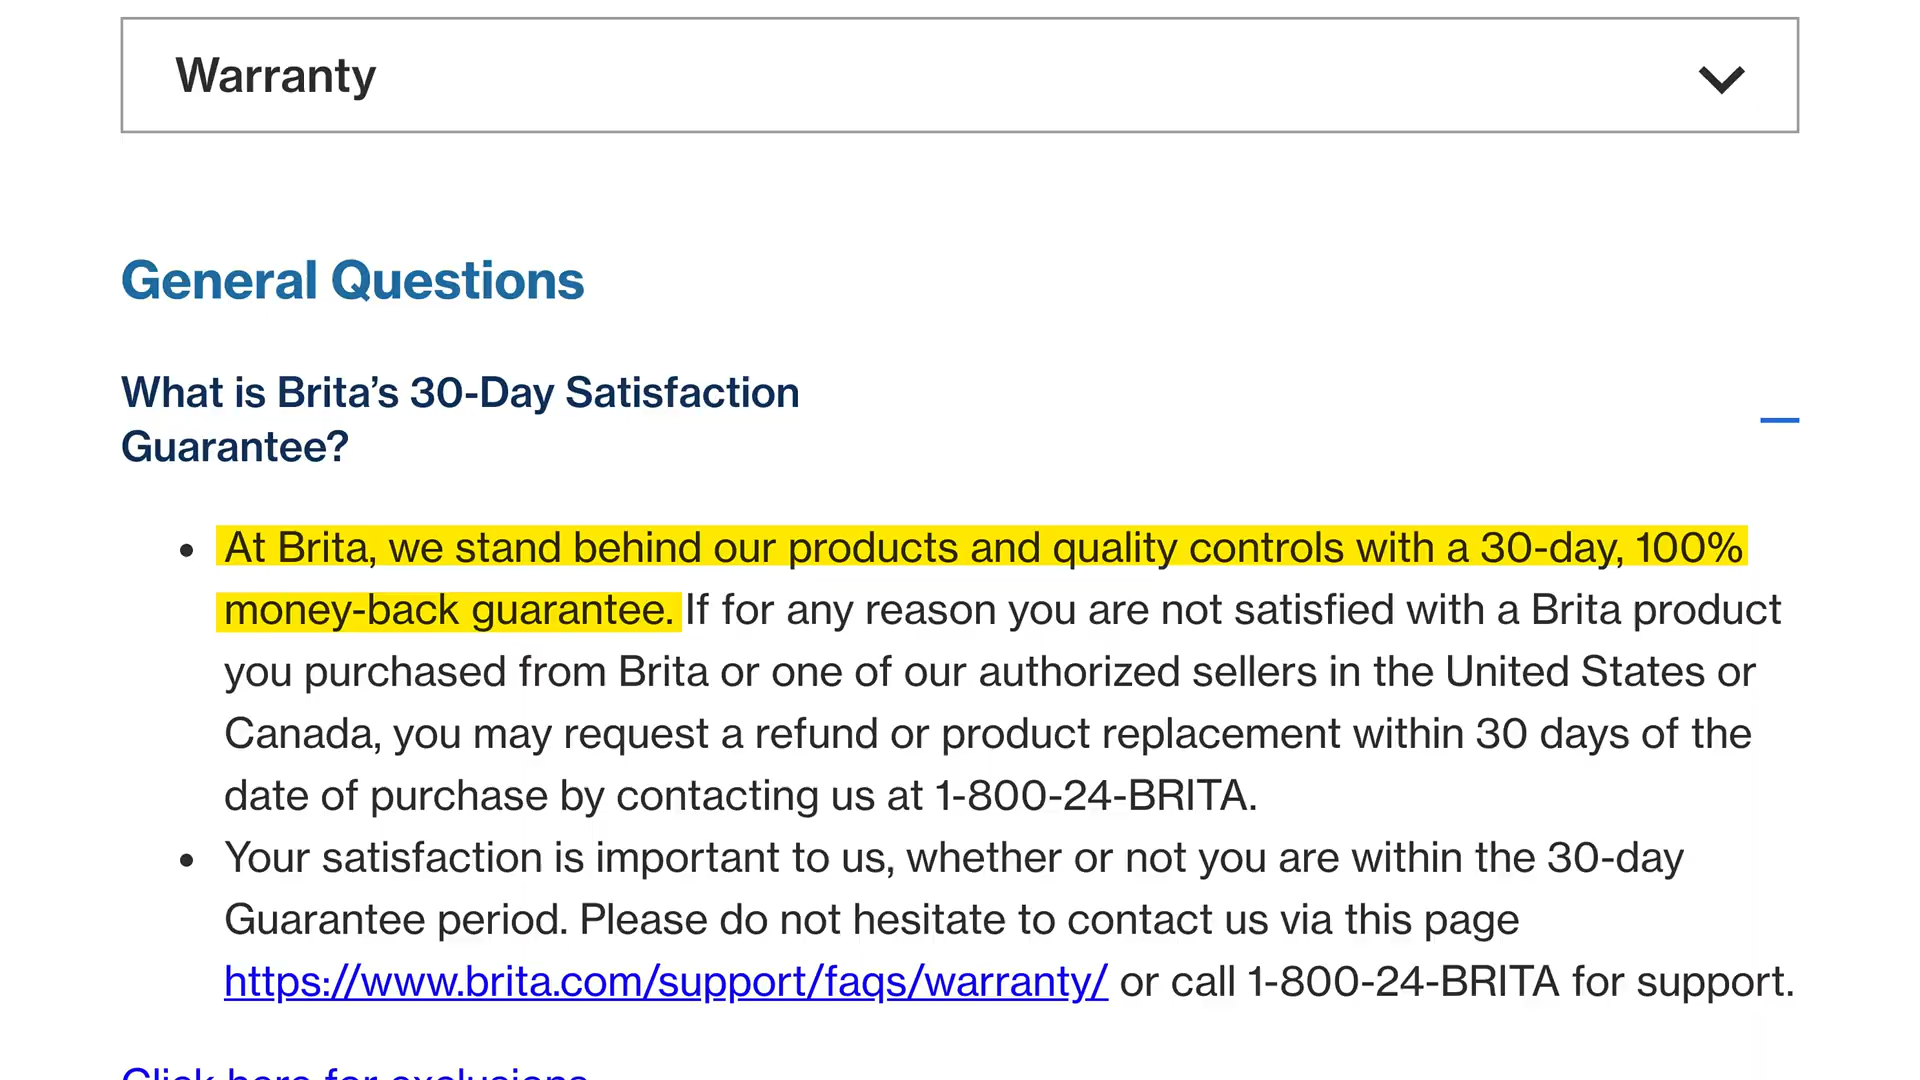 Warranty
General Questions
What is Brita’s 30-Day Satisfaction
Guarantee?
At Brita, we stand behind our products and quality controls with a 30-day, 100%
money-back guarantee. If for any reason you are not satisfied with a Brita product
you purchased from Brita or one of our authorized sellers in the United States or
Canada, you may request a refund or product replacement within 30 days of the
date of purchase by contacting us at 1-800-24-BRITA.
Your satisfaction is important to us, whether or not you are within the 30-day
Guarantee period. Please do not hesitate to contact us via this page
https://www.brita.com/support/faqs/warranty/ or call 1-800-24-BRITA for support.
Click here for exclusions